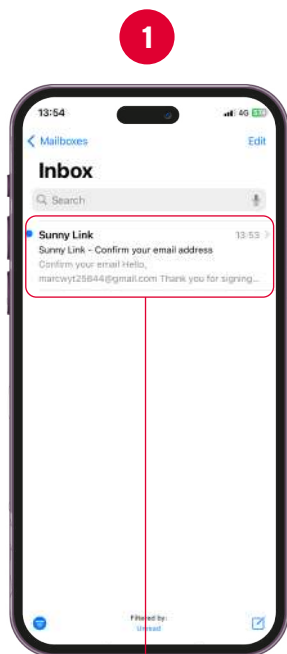 1
13:54
4G
Mailboxes
Edit
Inbox
Search
Sunny Link
13:53
Sunny Link - Confirm your email address
Confirm your email Hello,
marcwyt25644@gmail.com Thank you for signing...
Filtered by:
Unread